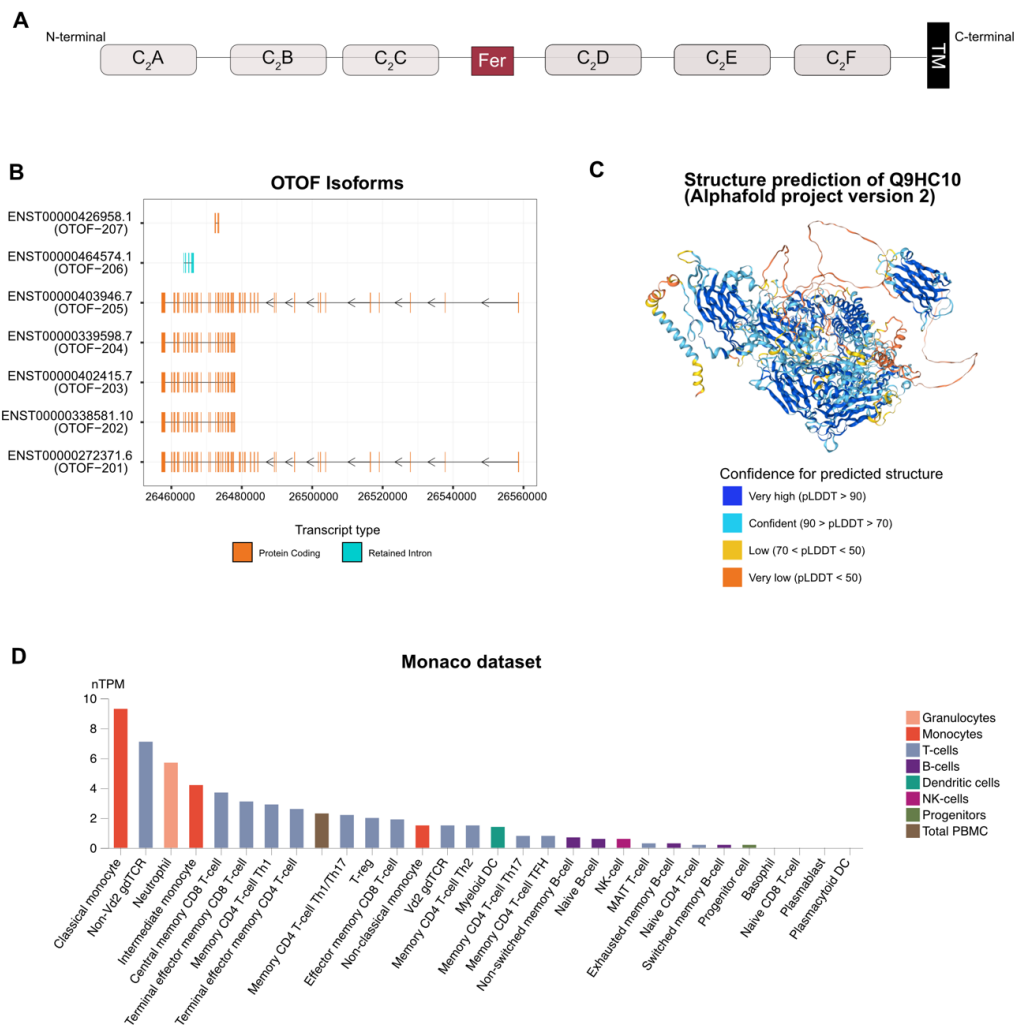 A
N-terminal
C-terminal
C2A
C2B
C2C
Fer
C2D
C2E
C2F
TM
B
OTOF Isoforms
ENST00000426958.1
(OTOF−207)
ENST00000464574.1
(OTOF−206)
ENST00000403946.7
(OTOF−205)
ENST00000339598.7
(OTOF−204)
ENST00000402415.7
(OTOF−203)
ENST00000338581.10
(OTOF−202)
ENST00000272371.6
(OTOF−201)
26460000 26480000 26500000 26520000 26540000 26560000
Transcript type
Protein Coding
Retained Intron
C
Structure prediction of Q9HC10
(Alphafold project version 2)
Confidence for predicted structure
Very high (pLDDT > 90)
Confident (90 > pLDDT > 70)
Low (70 < pLDDT < 50)
Very low (pLDDT < 50)
D
Monaco dataset
nTPM
10
8
6
4
2
0
Classical monocyte
Non-Vd2 gdTCR
Neutrophil
Intermediate monocyte
Central memory CD8 T-cell
Terminal effector memory CD8 T-cell
Memory CD4 T-cell Th1
Terminal effector memory CD4 T-cell
Memory CD4 T-cell Th1/Th17
T-reg
Effector memory CD8 T-cell
Non-classical monocyte
Vd2 gdTCR
Memory CD4 T-cell Th2
Myeloid DC
Memory CD4 T-cell Th17
Memory CD4 T-cell TFH
Non-switched memory B-cell
Naive B-cell
NK-cell
MAIT T-cell
Exhausted memory B-cell
Naive CD4 T-cell
Switched memory B-cell
Progenitor cell
Basophil
Naive CD8 T-cell
Plasmablast
Plasmacytoid DC
Granulocytes
Monocytes
T-cells
B-cells
Dendritic cells
NK-cells
Progenitors
Total PBMC